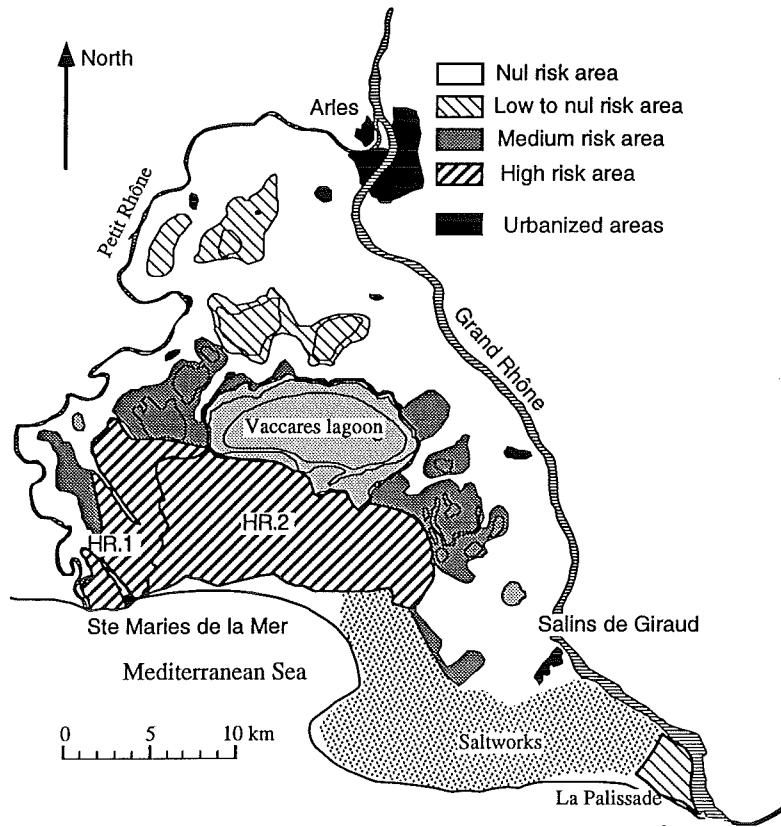 North
Arles
Nul risk area
Low to nul risk area
Medium risk area
High risk area
Urbanized areas
Petit Rhône
Grand Rhône
Vaccares lagoon
HR.2
HR.1
Ste Maries de la Mer
Salins de Giraud
Mediterranean Sea
0 5 10 km
Saltworks
La Palissade